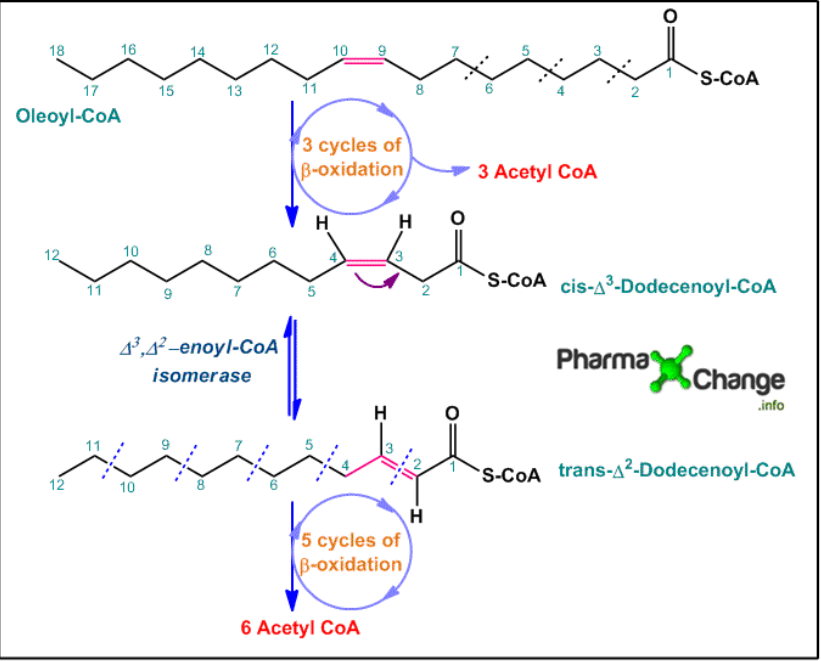 O
18 16 14 12 10 9 7 5 3 1
17 15 13 11 8 6 4 2
S-CoA
Oleoyl-CoA
3 cycles of
β-oxidation
3 Acetyl CoA
H H O
12 10 8 6 4 3 1
11 9 7 5 2
S-CoA
cis-Δ³-Dodecenoyl-CoA
Δ³,Δ²–enoyl-CoA
isomerase
Pharma
Change
.info
H O
11 9 7 5 3 2 1
12 10 8 6 4
S-CoA
H
trans-Δ²-Dodecenoyl-CoA
5 cycles of
β-oxidation
6 Acetyl CoA